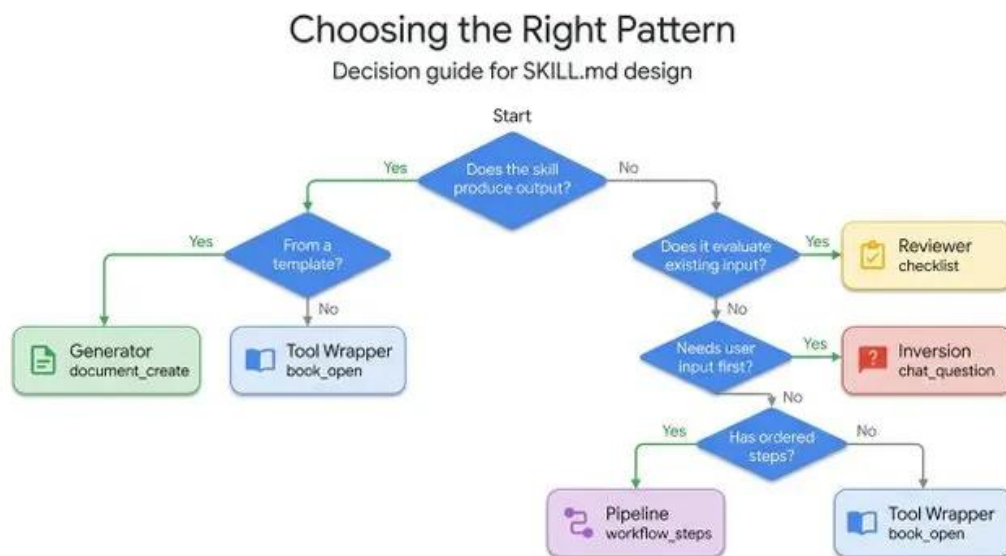 Choosing the Right Pattern
Decision guide for SKILL.md design
Start
Does the skill
produce output?
Yes
No
From a
template?
Yes
No
Generator
document_create
Tool Wrapper
book_open
Does it evaluate
existing input?
Yes
Reviewer
checklist
No
Needs user
input first?
Yes
Inversion
chat_question
No
Has ordered
steps?
Yes
No
Pipeline
workflow_steps
Tool Wrapper
book_open